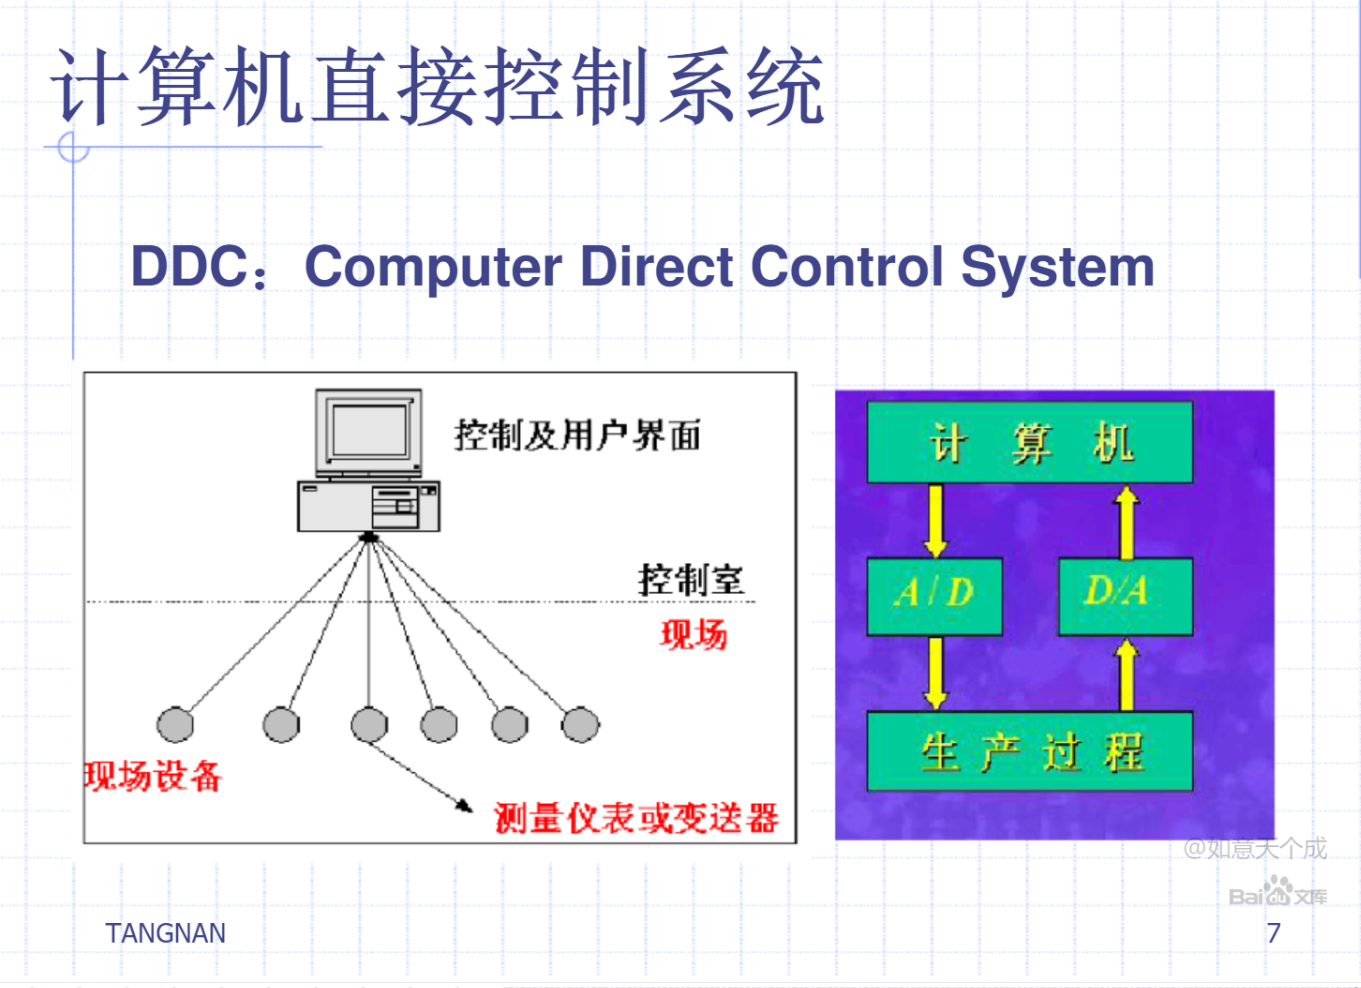 计算机直接控制系统
DDC：Computer Direct Control System
控制及用户界面
控制室
现场
现场设备
测量仪表或变送器
计 算 机
A/D
D/A
生产过程
@如意天个成
Baidu文库
TANGNAN
7